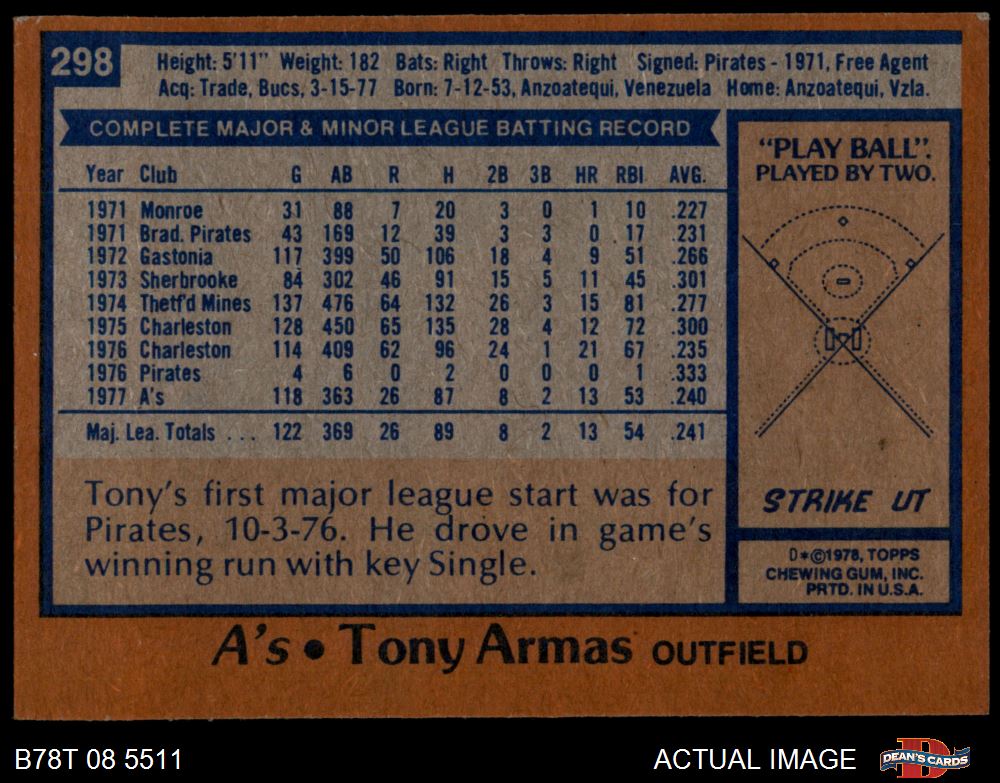 298
Height: 5'11" Weight: 182 Bats: Right Throws: Right Signed: Pirates - 1971, Free Agent
Acq: Trade, Bucs, 3-15-77 Born: 7-12-53, Anzoatequi, Venezuela Home: Anzoatequi, Vzla.
COMPLETE MAJOR & MINOR LEAGUE BATTING RECORD
Year Club G AB R H 2B 3B HR RBI AVG.
1971 Monroe 31 88 7 20 3 0 1 10 .227
1971 Brad. Pirates 43 169 12 39 3 3 0 17 .231
1972 Gastonia 117 399 50 106 18 4 9 51 .266
1973 Sherbrooke 84 302 46 91 15 5 11 45 .301
1974 Thetf'd Mines 137 476 64 132 26 3 15 81 .277
1975 Charleston 128 450 65 135 28 4 12 72 .300
1976 Charleston 114 409 62 96 24 1 21 67 .235
1976 Pirates 4 6 0 2 0 0 0 1 .333
1977 A's 118 363 26 87 8 2 13 53 .240
Maj. Lea. Totals ... 122 369 26 89 8 2 13 54 .241
Tony's first major league start was for
Pirates, 10-3-76. He drove in game's
winning run with key Single.
"PLAY BALL".
PLAYED BY TWO.
STRIKE UT
D*©1978, TOPPS
CHEWING GUM, INC.
PRTD. IN U.S.A.
A's • Tony Armas OUTFIELD
B78T 08 5511
ACTUAL IMAGE
D
DEAN'S CARDS